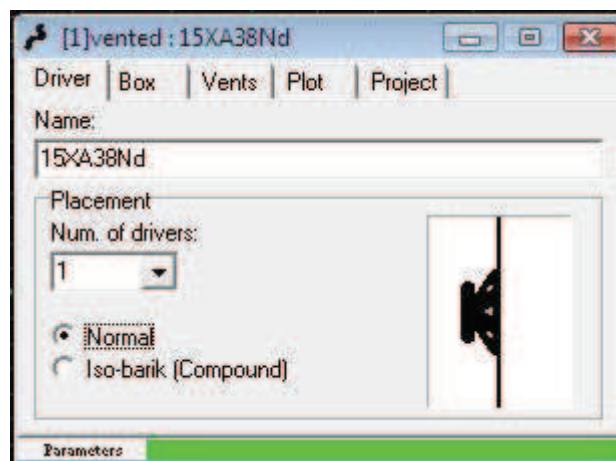 [1]vented : 15XA38Nd
Driver Box Vents Plot Project
Name:
15XA38Nd
Placement
Num. of drivers:
1
Normal
Iso-barik (Compound)
Parameters